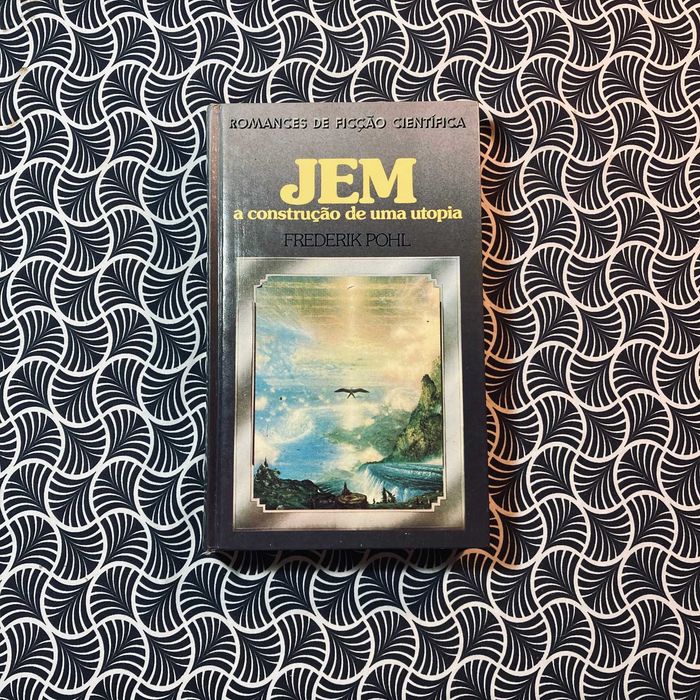 ROMANCES DE FICÇÃO CIENTÍFICA
JEM
a construção de uma utopia
FREDERIK POHL